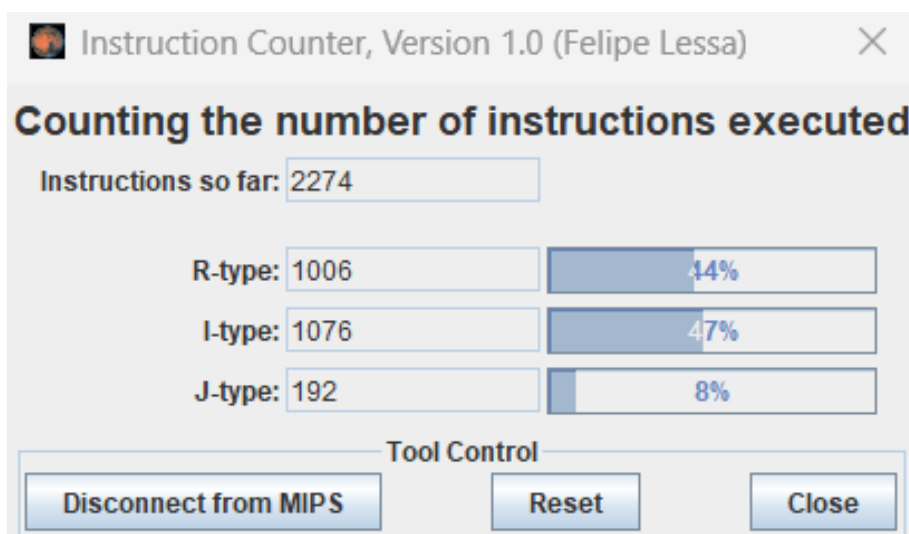 Instruction Counter, Version 1.0 (Felipe Lessa)
Counting the number of instructions executed
Instructions so far: 2274
R-type: 1006 44%
I-type: 1076 47%
J-type: 192 8%
Tool Control
Disconnect from MIPS Reset Close